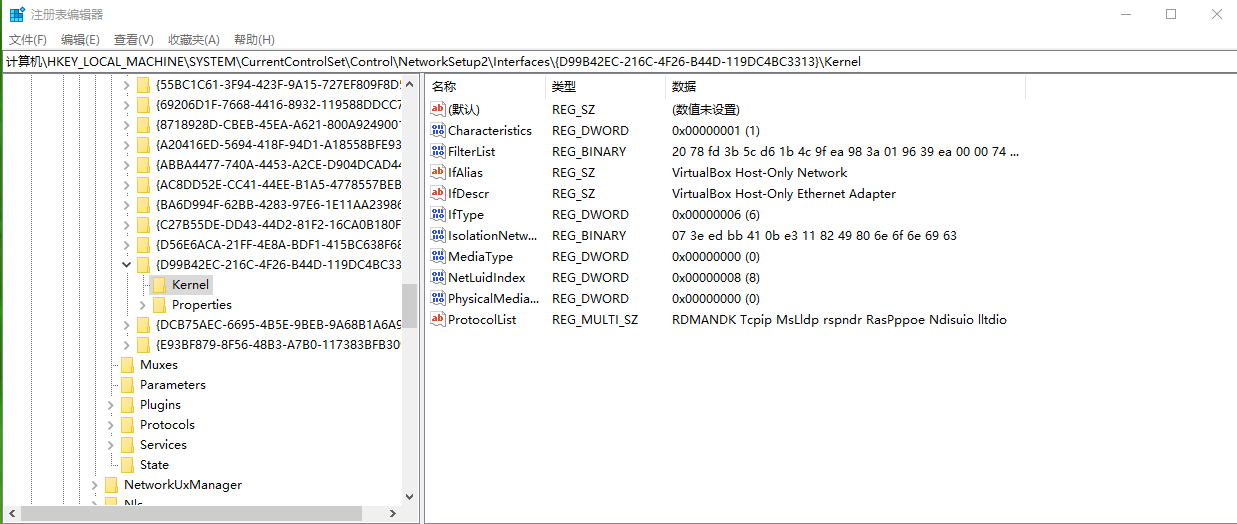 注册表编辑器
文件(F) 编辑(E) 查看(V) 收藏夹(A) 帮助(H)
计算机\HKEY_LOCAL_MACHINE\SYSTEM\CurrentControlSet\Control\NetworkSetup2\Interfaces\{D99B42EC-216C-4F26-B44D-119DC4BC3313}\Kernel
{55BC1C61-3F94-423F-9A15-727EF809F8D
{69206D1F-7668-4416-8932-119588DDCC7
{8718928D-CBEB-45EA-A621-800A924900
{A20416ED-5694-418F-94D1-A18558BFE93
{ABBA4477-740A-4453-A2CE-D904DCAD44
{AC8DD52E-CC41-44EE-B1A5-4778557BEB
{BA6D994F-62BB-4283-97E6-1E11AA23986
{C27B55DE-DD43-44D2-81F2-16CA0B180F
{D56E6ACA-21FF-4E8A-BDF1-415BC638F68
{D99B42EC-216C-4F26-B44D-119DC4BC33
Kernel
Properties
{DCB75AEC-6695-4B5E-9BEB-9A68B1A6A9
{E93BF879-8F56-48B3-A7B0-117383BFB30
Muxes
Parameters
Plugins
Protocols
Services
State
NetworkUxManager
Nls
名称 类型 数据
(默认) REG_SZ (数值未设置)
Characteristics REG_DWORD 0x00000001 (1)
FilterList REG_BINARY 20 78 fd 3b 5c d6 1b 4c 9f ea 98 3a 01 96 39 ea 00 00 74 ...
IfAlias REG_SZ VirtualBox Host-Only Network
IfDescr REG_SZ VirtualBox Host-Only Ethernet Adapter
IfType REG_DWORD 0x00000006 (6)
IsolationNetw... REG_BINARY 07 3e ed bb 41 0b e3 11 82 49 80 6e 6f 6e 69 63
MediaType REG_DWORD 0x00000000 (0)
NetLuidIndex REG_DWORD 0x00000008 (8)
PhysicalMedia... REG_DWORD 0x00000000 (0)
ProtocolList REG_MULTI_SZ RDMANDK Tcpip MsLldp rspndr RasPppoe Ndisuio lltdio